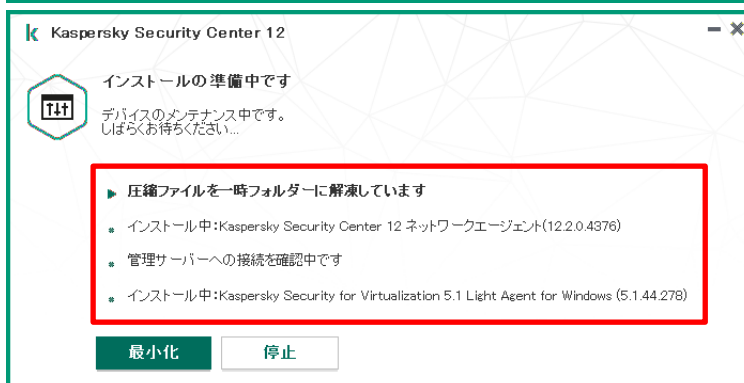 Kaspersky Security Center 12
インストールの準備中です
デバイスのメンテナンス中です。
しばらくお待ちください...
圧縮ファイルを一時フォルダーに解凍しています
インストール中:Kaspersky Security Center 12 ネットワークエージェント(12.2.0.4376)
管理サーバーへの接続を確認中です
インストール中:Kaspersky Security for Virtualization 5.1 Light Agent for Windows (5.1.44.278)
最小化 停止